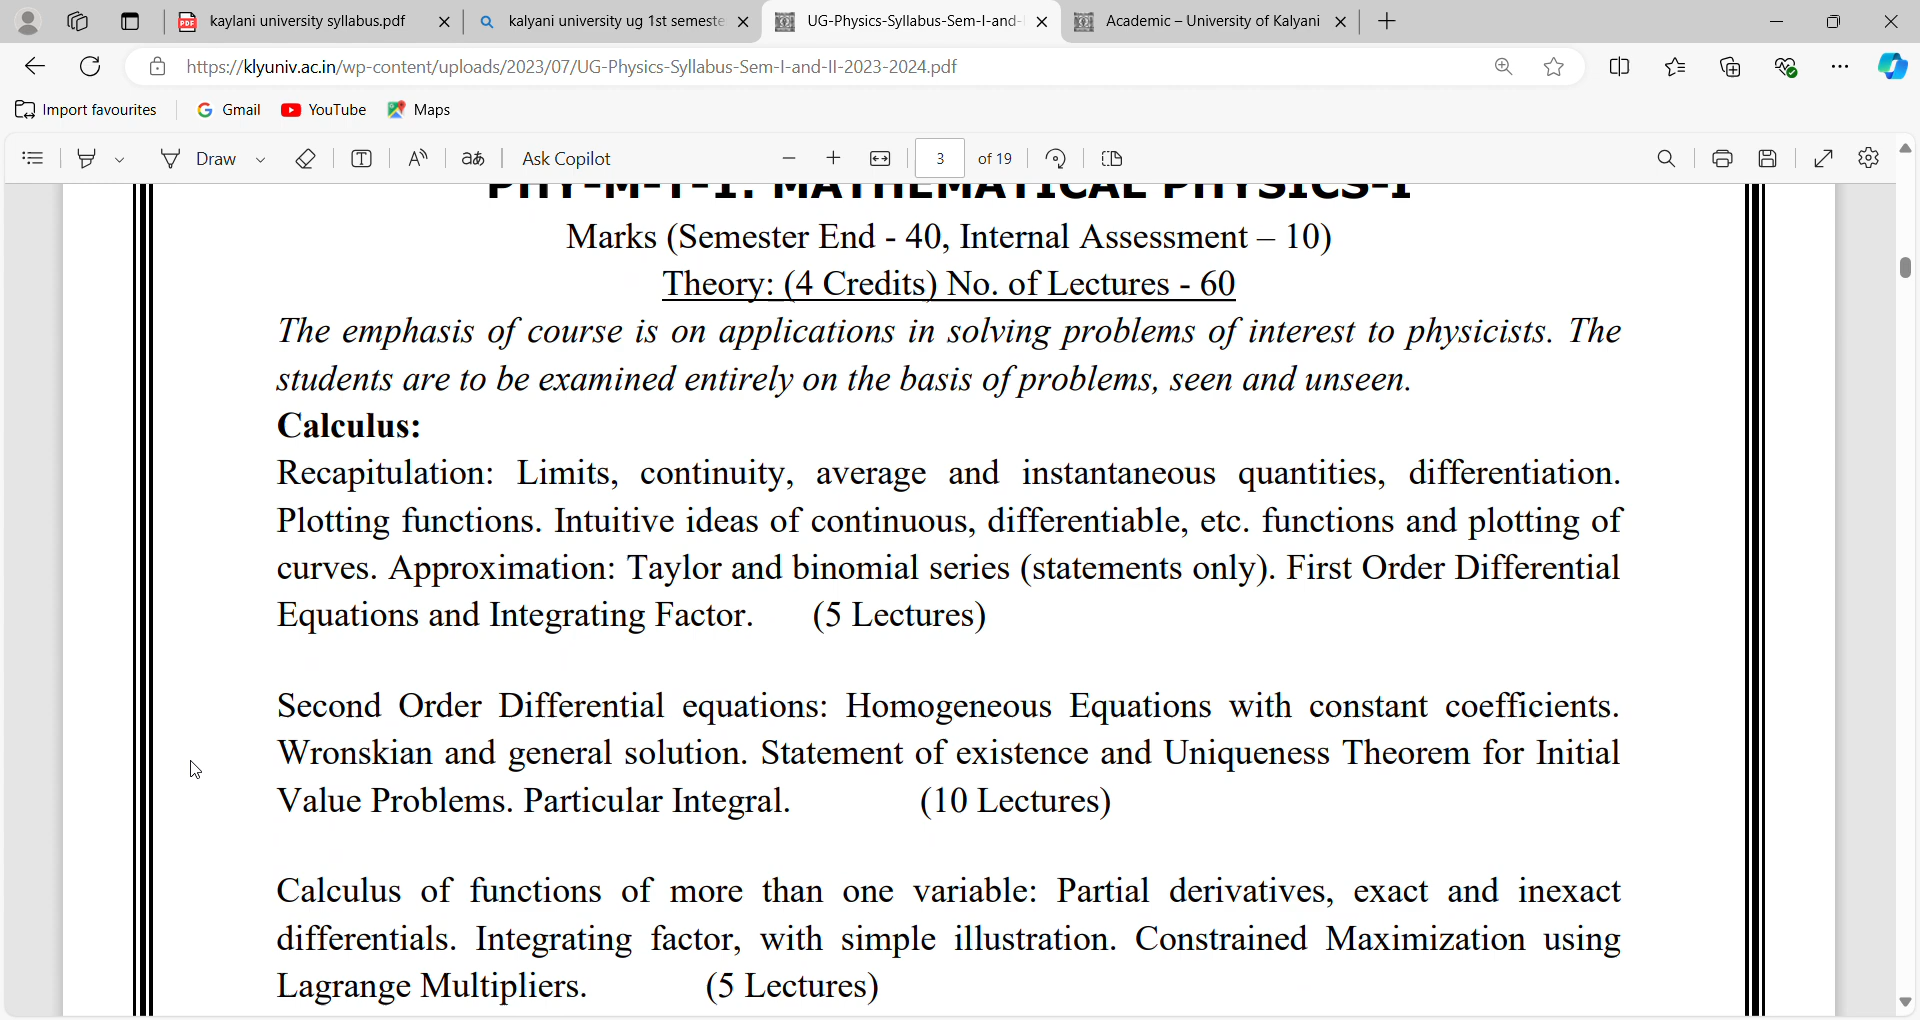 kaylani university syllabus.pdf
kalyani university ug 1st semeste
UG-Physics-Syllabus-Sem-I-and-
Academic – University of Kalyani
https://klyuniv.ac.in/wp-content/uploads/2023/07/UG-Physics-Syllabus-Sem-I-and-II-2023-2024.pdf
Import favourites
Gmail
YouTube
Maps
Draw
Ask Copilot
3 of 19
PHY-M-T-1: MATHEMATICAL PHYSICS-I
Marks (Semester End - 40, Internal Assessment – 10)
Theory: (4 Credits) No. of Lectures - 60
The emphasis of course is on applications in solving problems of interest to physicists. The
students are to be examined entirely on the basis of problems, seen and unseen.
Calculus:
Recapitulation: Limits, continuity, average and instantaneous quantities, differentiation.
Plotting functions. Intuitive ideas of continuous, differentiable, etc. functions and plotting of
curves. Approximation: Taylor and binomial series (statements only). First Order Differential
Equations and Integrating Factor. (5 Lectures)
Second Order Differential equations: Homogeneous Equations with constant coefficients.
Wronskian and general solution. Statement of existence and Uniqueness Theorem for Initial
Value Problems. Particular Integral. (10 Lectures)
Calculus of functions of more than one variable: Partial derivatives, exact and inexact
differentials. Integrating factor, with simple illustration. Constrained Maximization using
Lagrange Multipliers. (5 Lectures)